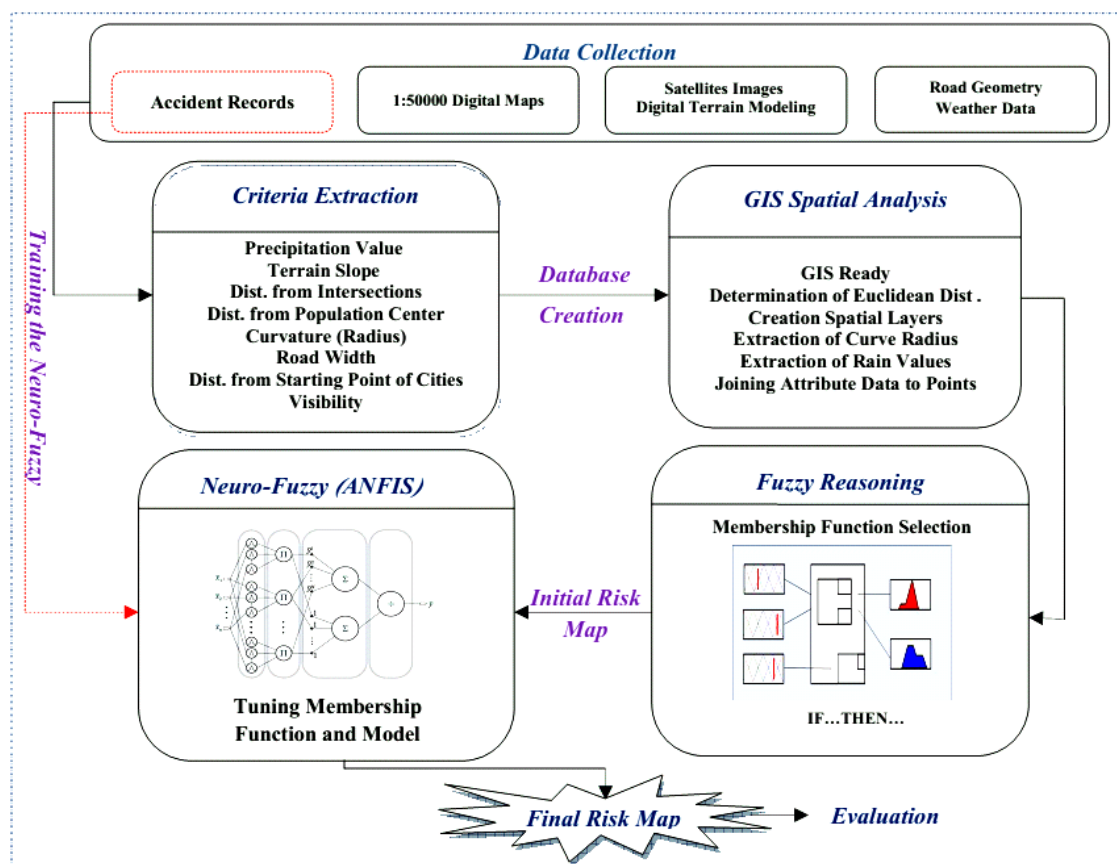 Data Collection
Accident Records
1:50000 Digital Maps
Satellites Images
Digital Terrain Modeling
Road Geometry
Weather Data
Training the Neuro-Fuzzy
Criteria Extraction
Precipitation Value
Terrain Slope
Dist. from Intersections
Dist. from Population Center
Curvature (Radius)
Road Width
Dist. from Starting Point of Cities
Visibility
Database
Creation
GIS Spatial Analysis
GIS Ready
Determination of Euclidean Dist .
Creation Spatial Layers
Extraction of Curve Radius
Extraction of Rain Values
Joining Attribute Data to Points
Neuro-Fuzzy (ANFIS)
Tuning Membership
Function and Model
Initial Risk
Map
Fuzzy Reasoning
Membership Function Selection
IF...THEN...
Final Risk Map
Evaluation